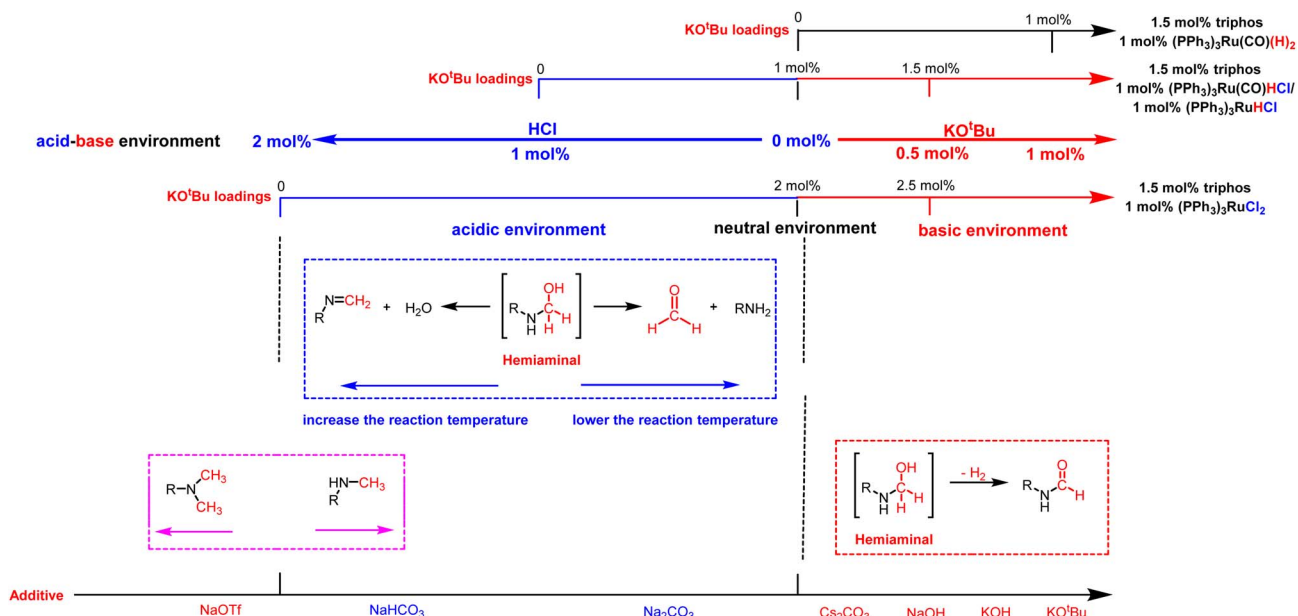 KOᵗBu loadings 0 1 mol% 1.5 mol% triphos
1 mol% (PPh₃)₃Ru(CO)(H)₂
KOᵗBu loadings 0 1 mol% 1.5 mol% 1.5 mol% triphos
1 mol% (PPh₃)₃Ru(CO)HCl/
1 mol% (PPh₃)₃RuHCl
HCl KOᵗBu
acid-base environment 2 mol% 1 mol% 0 mol% 0.5 mol% 1 mol%
KOᵗBu loadings 0 2 mol% 2.5 mol% 1.5 mol% triphos
1 mol% (PPh₃)₃RuCl₂
acidic environment neutral environment basic environment
N=CH₂
R
+ H₂O
OH
R N C H
H H
O
C
H H
+ RNH₂
Hemiaminal
increase the reaction temperature lower the reaction temperature
CH₃
R-N
CH₃
HN-CH₃
R
OH
R N C H
H H
- H₂
O
R N C H
H
Hemiaminal
Additive
NaOTf NaHCO₃ Na₂CO₃ Cs₂CO₃ NaOH KOH KOᵗBu